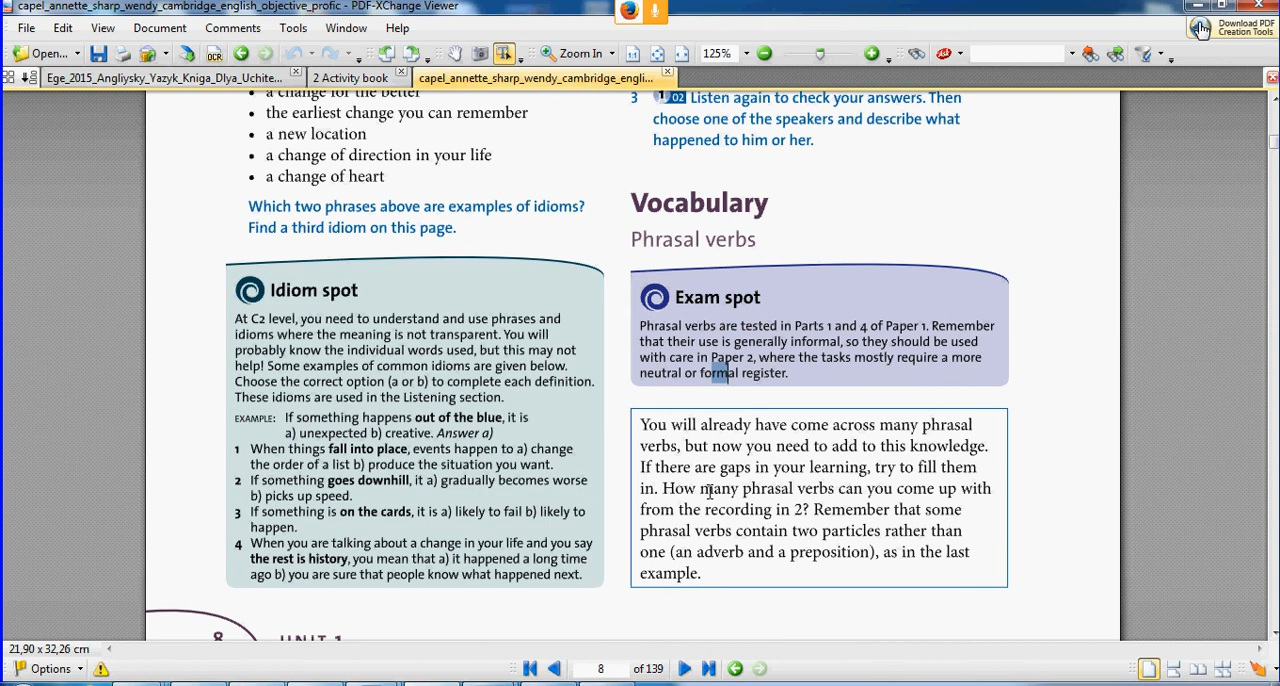 capel_annette_sharp_wendy_cambridge_english_objective_profic - PDF-XChange Viewer
File Edit View Document Comments Tools Window Help
Download PDF
Creation Tools
Open... OCR Zoom In 125%
Ege_2015_Angliyskiy_Yazyk_Kniga_Dlya_Uchite... 2 Activity book capel_annette_sharp_wendy_cambridge_engli...
• a change for the better
• the earliest change you can remember
• a new location
• a change of direction in your life
• a change of heart
Which two phrases above are examples of idioms?
Find a third idiom on this page.
Idiom spot
At C2 level, you need to understand and use phrases and
idioms where the meaning is not transparent. You will
probably know the individual words used, but this may not
help! Some examples of common idioms are given below.
Choose the correct option (a or b) to complete each definition.
These idioms are used in the Listening section.
EXAMPLE: If something happens out of the blue, it is
a) unexpected b) creative. Answer a)
1 When things fall into place, events happen to a) change
the order of a list b) produce the situation you want.
2 If something goes downhill, it a) gradually becomes worse
b) picks up speed.
3 If something is on the cards, it is a) likely to fail b) likely to
happen.
4 When you are talking about a change in your life and you say
the rest is history, you mean that a) it happened a long time
ago b) you are sure that people know what happened next.
8 UNIT 1
3 1 02 Listen again to check your answers. Then
choose one of the speakers and describe what
happened to him or her.
Vocabulary
Phrasal verbs
Exam spot
Phrasal verbs are tested in Parts 1 and 4 of Paper 1. Remember
that their use is generally informal, so they should be used
with care in Paper 2, where the tasks mostly require a more
neutral or formal register.
You will already have come across many phrasal
verbs, but now you need to add to this knowledge.
If there are gaps in your learning, try to fill them
in. How many phrasal verbs can you come up with
from the recording in 2? Remember that some
phrasal verbs contain two particles rather than
one (an adverb and a preposition), as in the last
example.
21,90 x 32,26 cm
Options 8 of 139